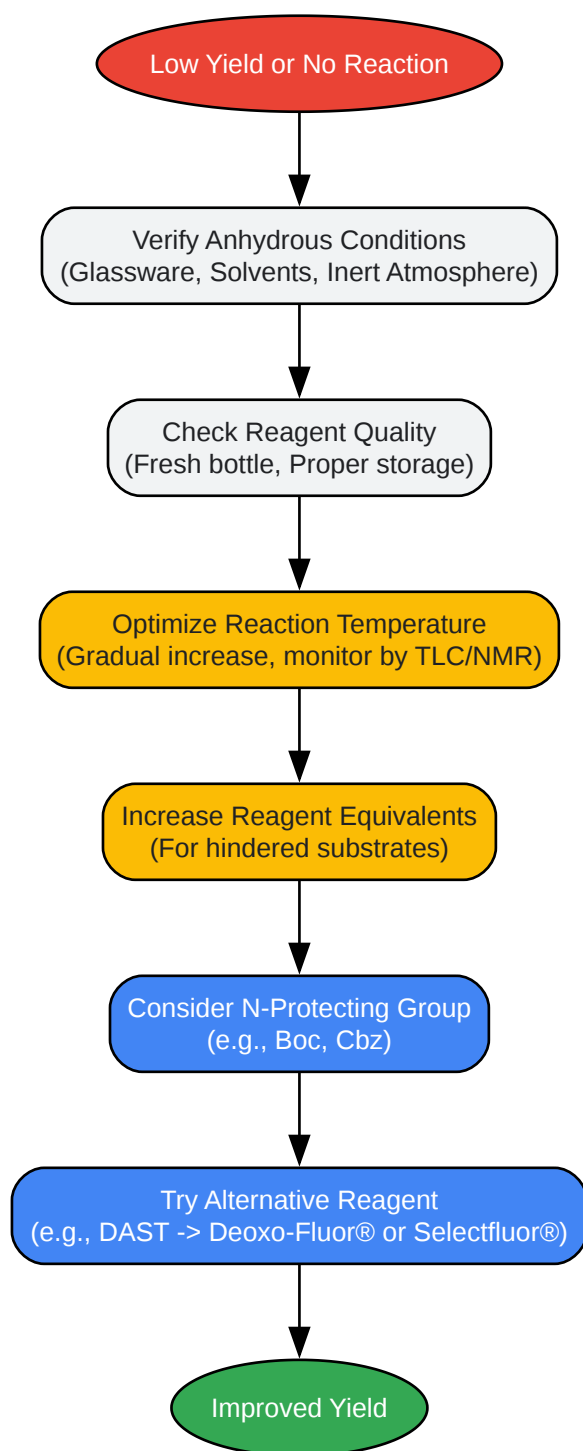 Low Yield or No Reaction
Verify Anhydrous Conditions
(Glassware, Solvents, Inert Atmosphere)
Check Reagent Quality
(Fresh bottle, Proper storage)
Optimize Reaction Temperature
(Gradual increase, monitor by TLC/NMR)
Increase Reagent Equivalents
(For hindered substrates)
Consider N-Protecting Group
(e.g., Boc, Cbz)
Try Alternative Reagent
(e.g., DAST -> Deoxo-Fluor® or Selectfluor®)
Improved Yield